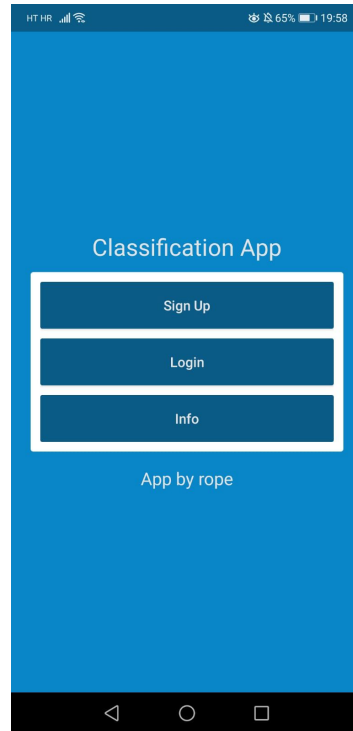 HT HR 65% 19:58
Classification App
Sign Up
Login
Info
App by rope